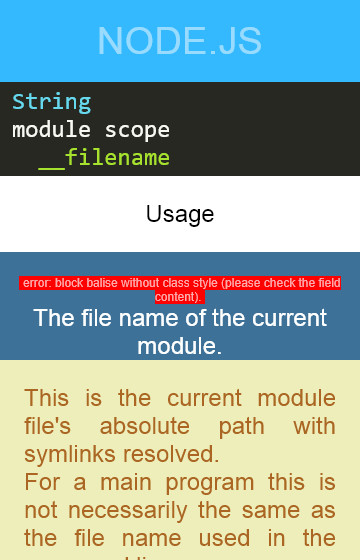 NODE.JS
String
module scope
__filename
Usage
error: block balise without class style (please check the field
content).
The file name of the current
module.
This is the current module
file's absolute path with
symlinks resolved.
For a main program this is
not necessarily the same as
the file name used in the